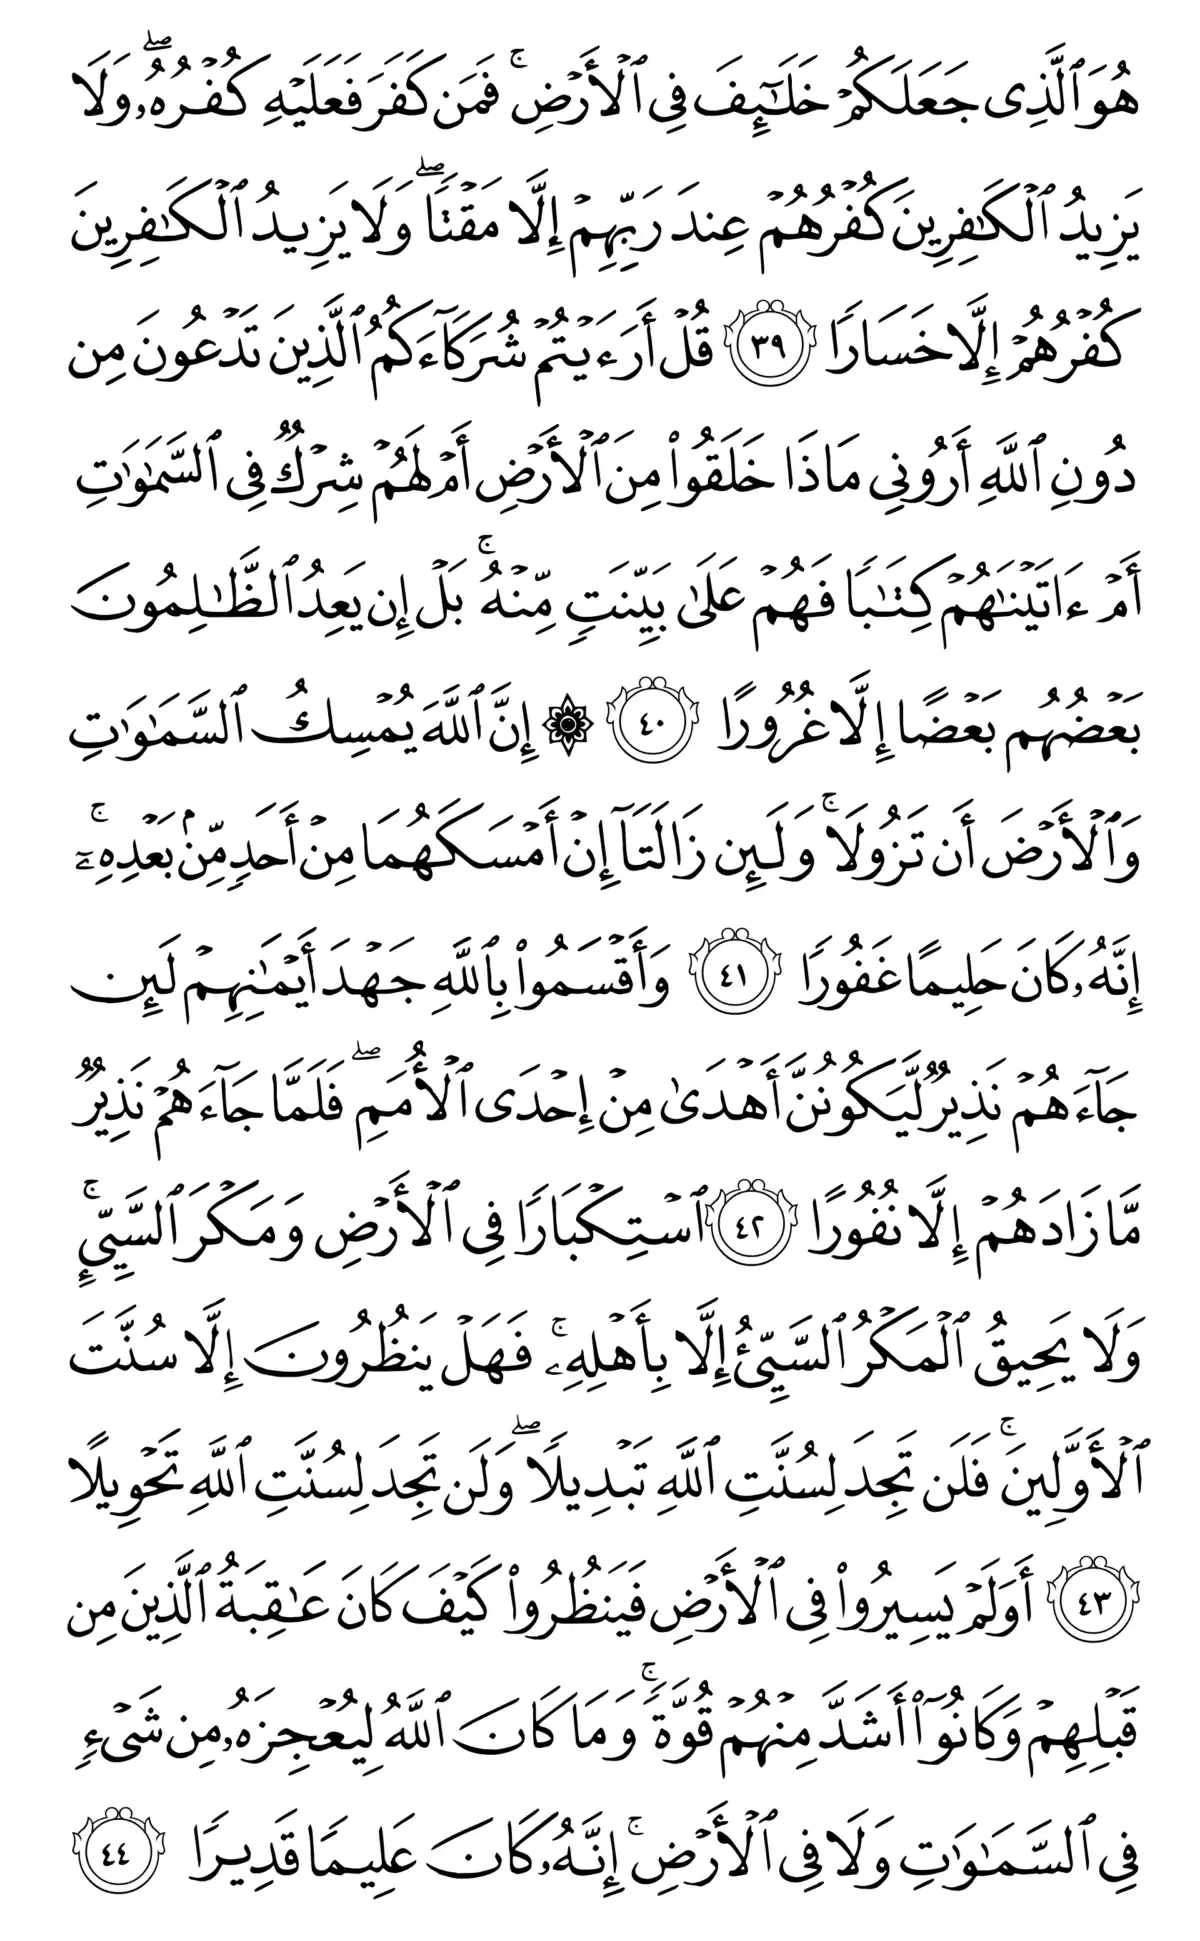 هُوَ ٱلَّذِى جَعَلَكُمۡ خَلَـٰٓئِفَ فِى ٱلۡأَرۡضِۚ فَمَن كَفَرَ فَعَلَيۡهِ كُفۡرُهُۥۖ وَلَا
يَزِيدُ ٱلۡكَـٰفِرِينَ كُفۡرُهُمۡ عِندَ رَبِّهِمۡ إِلَّا مَقۡتًاۖ وَلَا يَزِيدُ ٱلۡكَـٰفِرِينَ
كُفۡرُهُمۡ إِلَّا خَسَارًا ٣٩ قُلۡ أَرَءَيۡتُمۡ شُرَكَآءَكُمُ ٱلَّذِينَ تَدۡعُونَ مِن
دُونِ ٱللَّهِ أَرُونِى مَاذَا خَلَقُوا۟ مِنَ ٱلۡأَرۡضِ أَمۡ لَهُمۡ شِرۡكٌ فِى ٱلسَّمَـٰوَٰتِ
أَمۡ ءَاتَيۡنَـٰهُمۡ كِتَـٰبًا فَهُمۡ عَلَىٰ بَيِّنَتٍ مِّنۡهُۚ بَلۡ إِن يَعِدُ ٱلظَّـٰلِمُونَ
بَعۡضُهُم بَعۡضًا إِلَّا غُرُورًا ٤٠ ۞ إِنَّ ٱللَّهَ يُمۡسِكُ ٱلسَّمَـٰوَٰتِ
وَٱلۡأَرۡضَ أَن تَزُولَاۚ وَلَئِن زَالَتَآ إِنۡ أَمۡسَكَهُمَا مِنۡ أَحَدٍ مِّنۢ بَعۡدِهِۦٓۚ
إِنَّهُۥ كَانَ حَلِيمًا غَفُورًا ٤١ وَأَقۡسَمُوا۟ بِٱللَّهِ جَهۡدَ أَيۡمَـٰنِهِمۡ لَئِن
جَآءَهُمۡ نَذِيرٌ لَّيَكُونُنَّ أَهۡدَىٰ مِنۡ إِحۡدَى ٱلۡأُمَمِۖ فَلَمَّا جَآءَهُمۡ نَذِيرٌ
مَّا زَادَهُمۡ إِلَّا نُفُورًا ٤٢ ٱسۡتِكۡبَارًا فِى ٱلۡأَرۡضِ وَمَكۡرَ ٱلسَّيِّئِۚ
وَلَا يَحِيقُ ٱلۡمَكۡرُ ٱلسَّيِّئُ إِلَّا بِأَهۡلِهِۦۚ فَهَلۡ يَنظُرُونَ إِلَّا سُنَّتَ
ٱلۡأَوَّلِينَۚ فَلَن تَجِدَ لِسُنَّتِ ٱللَّهِ تَبۡدِيلًاۖ وَلَن تَجِدَ لِسُنَّتِ ٱللَّهِ تَحۡوِيلًا
٤٣ أَوَلَمۡ يَسِيرُوا۟ فِى ٱلۡأَرۡضِ فَيَنظُرُوا۟ كَيۡفَ كَانَ عَـٰقِبَةُ ٱلَّذِينَ مِن
قَبۡلِهِمۡ وَكَانُوٓا۟ أَشَدَّ مِنۡهُمۡ قُوَّةًۚ وَمَا كَانَ ٱللَّهُ لِيُعۡجِزَهُۥ مِن شَىۡءٍ
فِى ٱلسَّمَـٰوَٰتِ وَلَا فِى ٱلۡأَرۡضِۚ إِنَّهُۥ كَانَ عَلِيمًا قَدِيرًا ٤٤